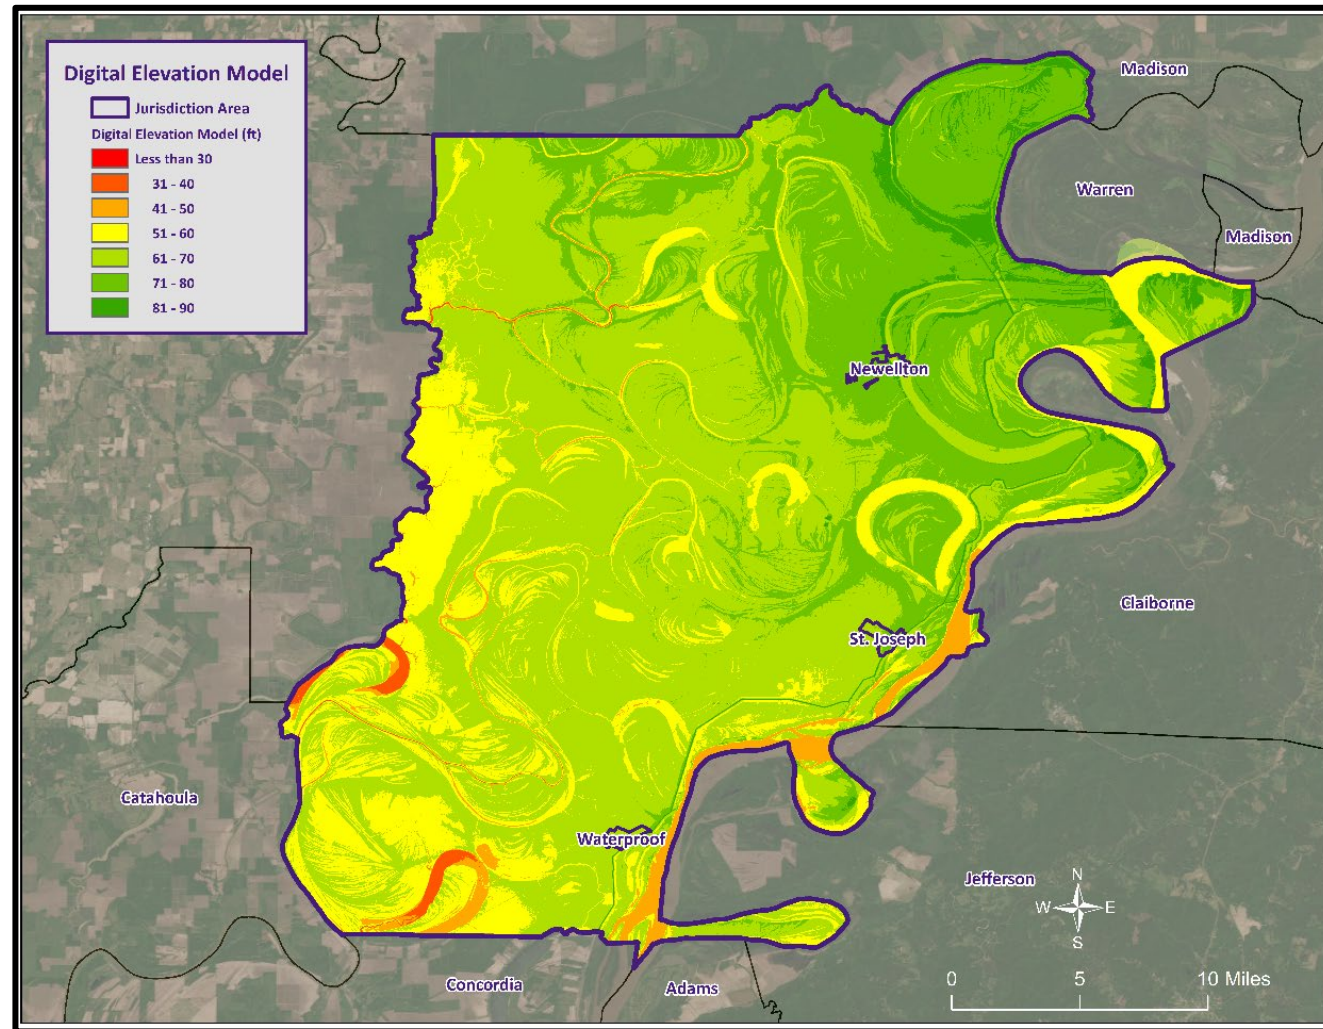 Digital Elevation Model
Jurisdiction Area
Digital Elevation Model (ft)
Less than 30
31 - 40
41 - 50
51 - 60
61 - 70
71 - 80
81 - 90
Madison
Warren
Madison
Newellton
Claiborne
St. Joseph
Catahoula
Waterproof
Jefferson
N
W E
S
Concordia
Adams
0 5 10 Miles